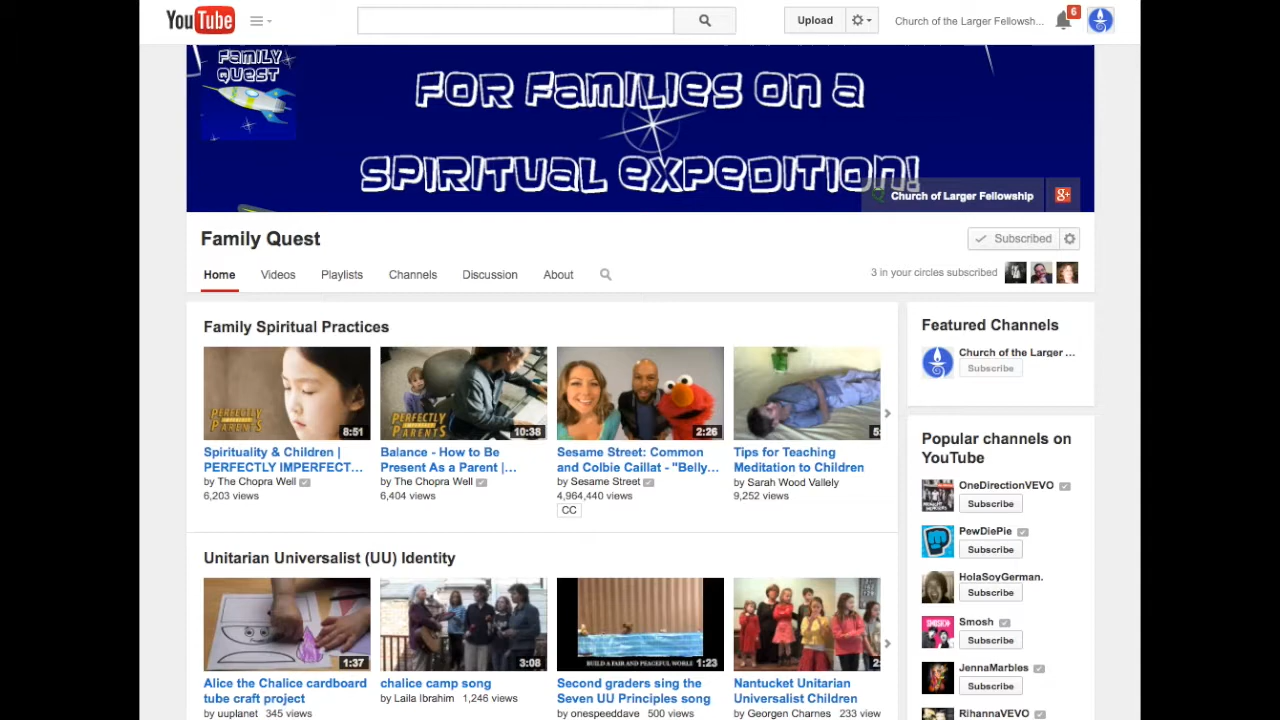 YouTube
Upload
Church of the Larger Fellowsh...
6
FAMILY
QUEST
FOR FAMILIES ON A
SPIRITUAL EXPEDITION!
Church of Larger Fellowship
g+
Family Quest
Subscribed
Home Videos Playlists Channels Discussion About
3 in your circles subscribed
Family Spiritual Practices
PERFECTLY
IMPERFECT
PARENTS
8:51
PERFECTLY
IMPERFECT
PARENTS
10:38
2:26
5:
Spirituality & Children |
PERFECTLY IMPERFECT...
by The Chopra Well
6,203 views
Balance - How to Be
Present As a Parent |...
by The Chopra Well
6,404 views
Sesame Street: Common
and Colbie Caillat - "Belly...
by Sesame Street
4,964,440 views
CC
Tips for Teaching
Meditation to Children
by Sarah Wood Vallely
9,252 views
Unitarian Universalist (UU) Identity
1:37
3:08
BUILD A FAIR AND PEACEFUL WORLD
1:23
2:
Alice the Chalice cardboard
tube craft project
by uuplanet 345 views
chalice camp song
by Laila Ibrahim 1,246 views
Second graders sing the
Seven UU Principles song
by onespeeddave 500 views
Nantucket Unitarian
Universalist Children
by Georgen Charnes 233 view
Featured Channels
Church of the Larger ...
Subscribe
Popular channels on
YouTube
OneDirectionVEVO
Subscribe
PewDiePie
Subscribe
HolaSoyGerman.
Subscribe
SMOSH
Smosh
Subscribe
JennaMarbles
Subscribe
RihannaVEVO